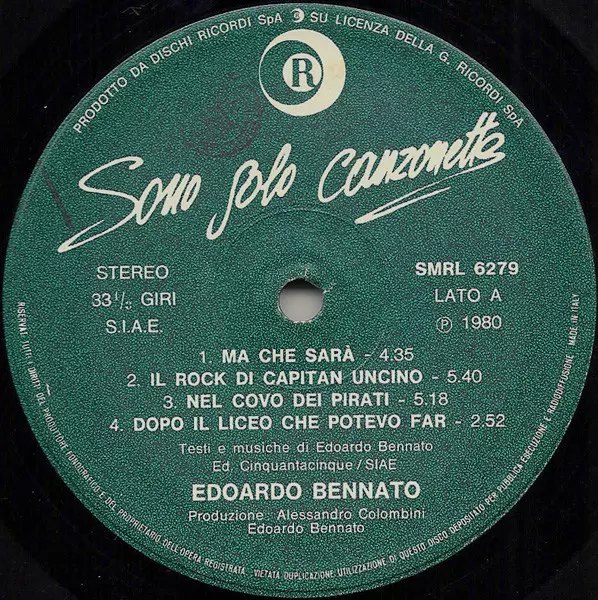 PRODOTTO DA DISCHI RICORDI SpA SU LICENZA DELLA G. RICORDI SpA
R
Sono solo canzonette
STEREO
33 1/3 GIRI
S.I.A.E.
SMRL 6279
LATO A
Ⓟ 1980
1. MA CHE SARÀ - 4.35
2. IL ROCK DI CAPITAN UNCINO - 5.40
3. NEL COVO DEI PIRATI - 5.18
4. DOPO IL LICEO CHE POTEVO FAR - 2.52
Testi e musiche di Edoardo Bennato
Ed. Cinquantacinque/SIAE
EDOARDO BENNATO
Produzione: Alessandro Colombini
Edoardo Bennato
RISERVATI TUTTI I DIRITTI DEL PRODUTTORE FONOGRAFICO E DEL PROPRIETARIO DELL'OPERA REGISTRATA VIETATA DUPLICAZIONE UTILIZZAZIONE DI QUESTO DISCO DEPOSITATO PER PUBBLICA ESECUZIONE E RADIODIFFUSIONE MADE IN ITALY